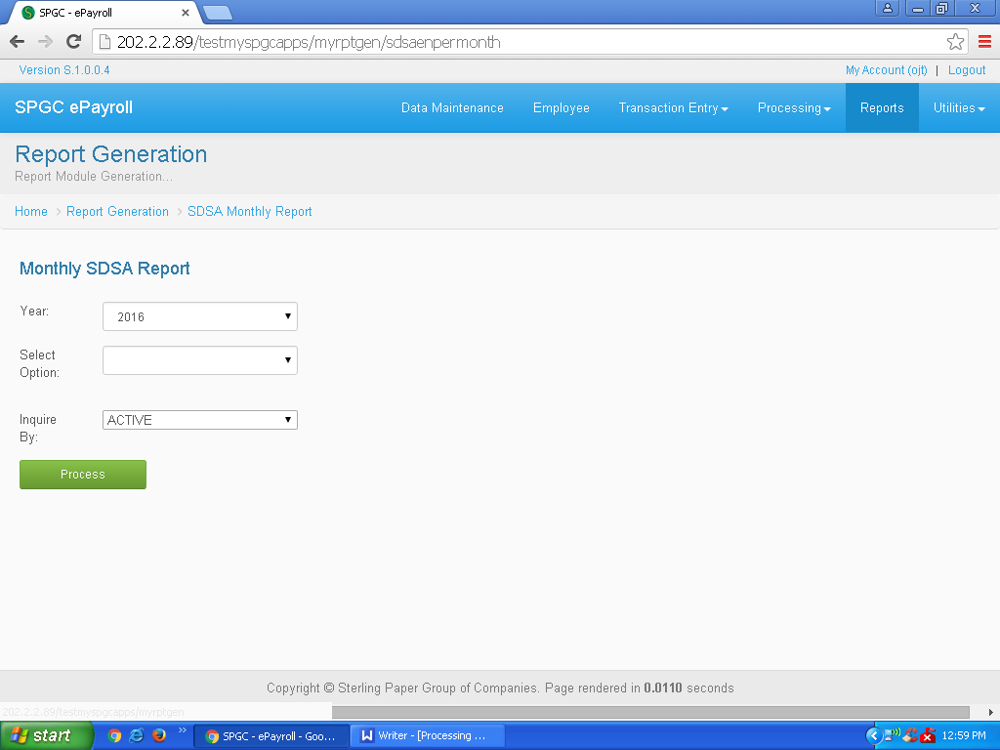 SPGC - ePayroll
202.2.2.89/testmyspgcapps/myrptgen/sdsaenpermonth
Version S.1.0.0.4
My Account (ojt) | Logout
SPGC ePayroll
Data Maintenance
Employee
Transaction Entry
Processing
Reports
Utilities
Report Generation
Report Module Generation...
Home
Report Generation
SDSA Monthly Report
Monthly SDSA Report
Year:
2016
Select
Option:
Inquire
By:
ACTIVE
Process
Copyright © Sterling Paper Group of Companies. Page rendered in 0.0110 seconds
202.2.2.89/testmyspgcapps/myrptgen
start
SPGC - ePayroll - Goo...
Writer - [Processing ...
12:59 PM